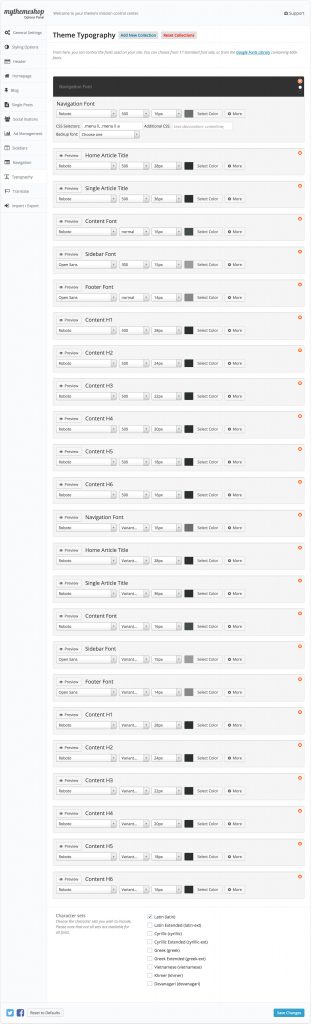 mythemeshop
Options Panel
Welcome to your theme's mission control center.
Support
General Settings
Styling Options
Header
Homepage
Blog
Single Posts
Social Buttons
Ad Management
Sidebars
Navigation
Typography
Translate
Import / Export
Theme Typography
Add New Collection
Reset Collections
From here, you can control the fonts used on your site. You can choose from 17 standard font sets, or from the Google Fonts Library containing 600+ fonts.
Navigation Font
Navigation Font
Roboto 500 16px Select Color More
CSS Selectors: .menu li, .menu li a Additional CSS:
Backup font: Choose one
Preview Home Article Title
Roboto 500 28px Select Color More
Preview Single Article Title
Roboto 500 36px Select Color More
Preview Content Font
Roboto normal 16px Select Color More
Preview Sidebar Font
Open Sans 300 15px Select Color More
Preview Footer Font
Open Sans normal 14px Select Color More
Preview Content H1
Roboto 500 28px Select Color More
Preview Content H2
Roboto 500 24px Select Color More
Preview Content H3
Roboto 500 22px Select Color More
Preview Content H4
Roboto 500 20px Select Color More
Preview Content H5
Roboto 500 18px Select Color More
Preview Content H6
Roboto 500 16px Select Color More
Preview Navigation Font
Roboto Variant... 16px Select Color More
Preview Home Article Title
Roboto Variant... 28px Select Color More
Preview Single Article Title
Roboto Variant... 36px Select Color More
Preview Content Font
Roboto Variant... 16px Select Color More
Preview Sidebar Font
Open Sans Variant... 15px Select Color More
Preview Footer Font
Open Sans Variant... 14px Select Color More
Preview Content H1
Roboto Variant... 28px Select Color More
Preview Content H2
Roboto Variant... 24px Select Color More
Preview Content H3
Roboto Variant... 22px Select Color More
Preview Content H4
Roboto Variant... 20px Select Color More
Preview Content H5
Roboto Variant... 18px Select Color More
Preview Content H6
Roboto Variant... 16px Select Color More
Character sets
Choose the character sets you wish to include.
Please note that not all sets are available for
all fonts.
Latin (latin)
Latin Extended (latin-ext)
Cyrillic (cyrillic)
Cyrillic Extended (cyrillic-ext)
Greek (greek)
Greek Extended (greek-ext)
Vietnamese (vietnamese)
Khmer (khmer)
Devanagari (devanagari)
Reset to Defaults
Save Changes